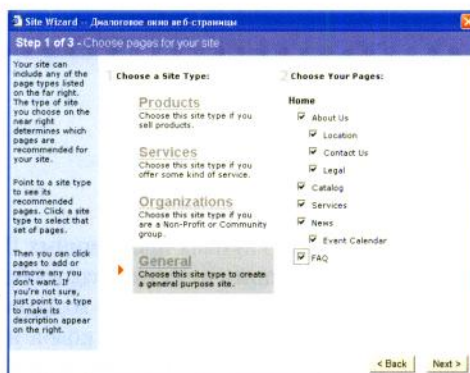 Site Wizard -- Диалоговое окно веб-страницы
Step 1 of 3 - Choose pages for your site
Your site can
include any of the
page types listed
on the far right.
The type of site
you choose on the
near right
determines which
pages are
recommended for
your site.
Point to a site type
to see its
recommended
pages. Click a site
type to select that
set of pages.
Then you can click
pages to add or
remove any you
don't want. If
you're not sure,
just point to a type
to make its
description appear
on the right.
1 Choose a Site Type:
Products
Choose this site type if you
sell products.
Services
Choose this site type if you
offer some kind of service.
Organizations
Choose this site type if you
are a Non-Profit or Community
group.
General
Choose this site type to create
a general purpose site.
2 Choose Your Pages:
Home
About Us
Location
Contact Us
Legal
Catalog
Services
News
Event Calendar
FAQ
< Back
Next >